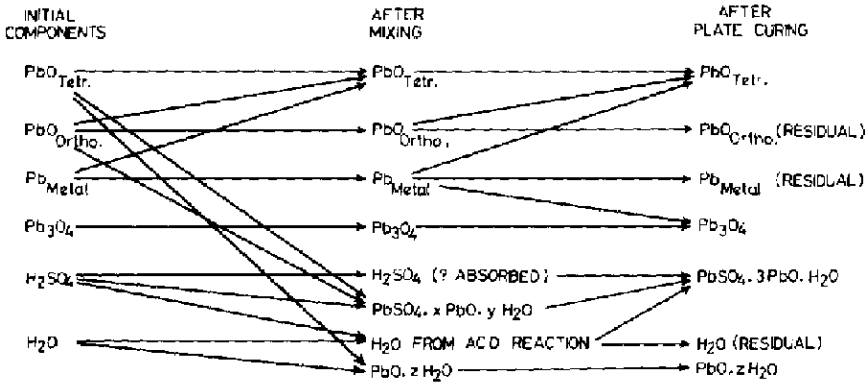 INITIAL COMPONENTS AFTER MIXING AFTER PLATE CURING
PbO Tetr. PbO Tetr. PbO Tetr.
PbO Ortho. PbO Ortho. PbO Ortho. (RESIDUAL)
Pb Metal Pb Metal Pb Metal (RESIDUAL)
Pb3O4 Pb3O4 Pb3O4
H2SO4 H2SO4 (? ABSORBED) PbSO4.3PbO.H2O
PbSO4.xPbO.yH2O
H2O H2O FROM ACID REACTION H2O (RESIDUAL)
PbO.zH2O PbO.zH2O